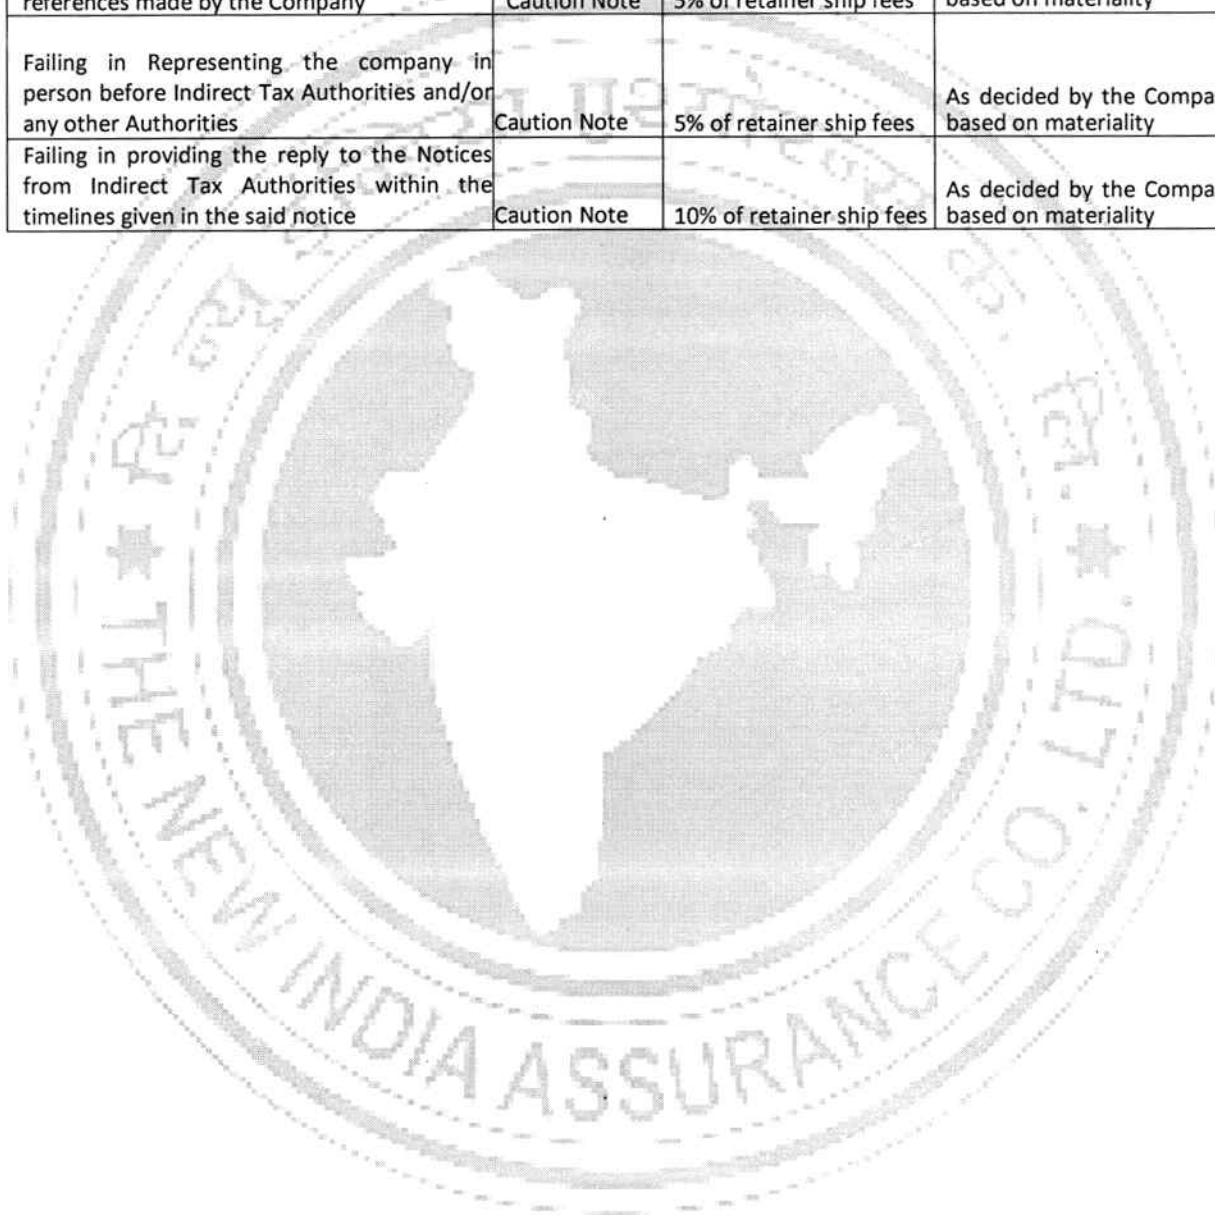 references made by the Company Caution Note 5% of retainer ship fees based on materiality
Failing in Representing the company in
person before Indirect Tax Authorities and/or
any other Authorities
Caution Note
5% of retainer ship fees
As decided by the Compa
based on materiality
Failing in providing the reply to the Notices
from Indirect Tax Authorities within the
timelines given in the said notice
Caution Note
10% of retainer ship fees
As decided by the Compa
based on materiality
कं. लि.
THE NEW INDIA ASSURANCE CO. LTD.